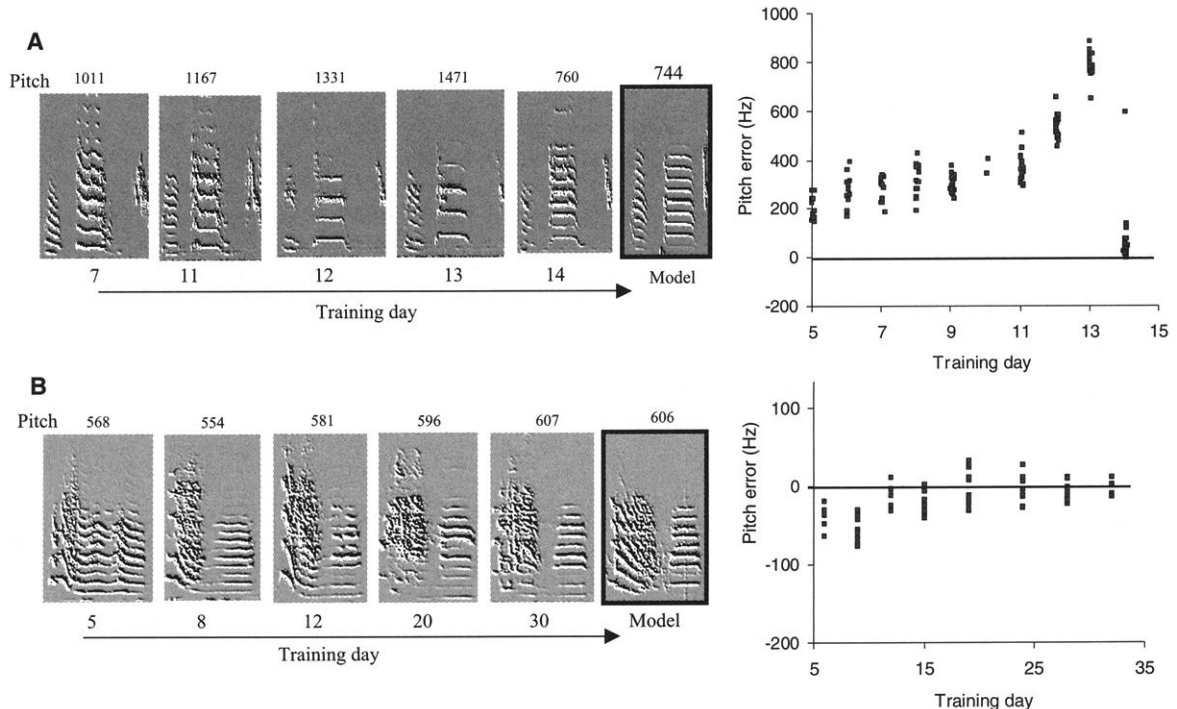 A
Pitch 1011 1167 1331 1471 760 744
7 11 12 13 14 Model
Training day
Pitch error (Hz)
1000
800
600
400
200
0
-200
5 7 9 11 13 15
Training day
B
Pitch 568 554 581 596 607 606
5 8 12 20 30 Model
Training day
Pitch error (Hz)
100
0
-100
-200
5 15 25 35
Training day